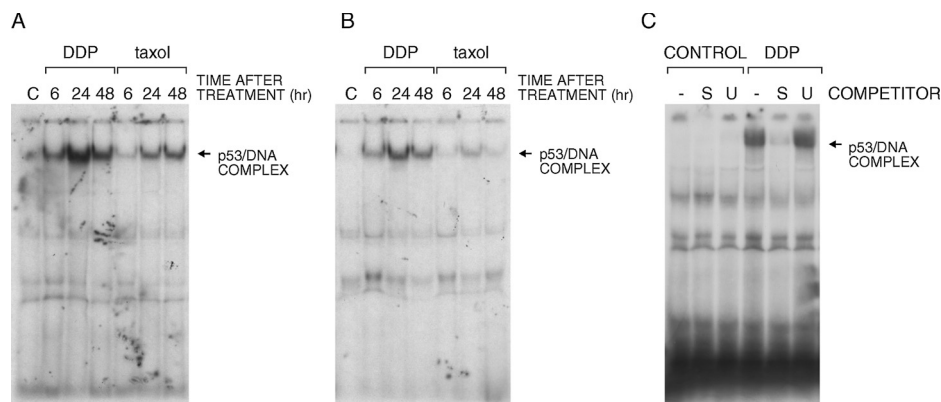 A
DDP taxol
TIME AFTER
C 6 24 48 6 24 48 TREATMENT (hr)
p53/DNA
COMPLEX
B
DDP taxol
TIME AFTER
C 6 24 48 6 24 48 TREATMENT (hr)
p53/DNA
COMPLEX
C
CONTROL DDP
- S U - S U COMPETITOR
p53/DNA
COMPLEX